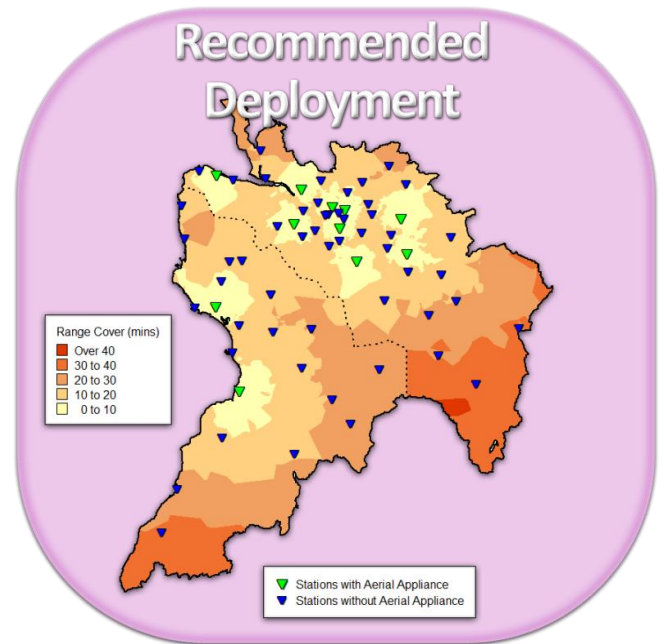 Recommended
Deployment
Range Cover (mins)
Over 40
30 to 40
20 to 30
10 to 20
0 to 10
Stations with Aerial Appliance
Stations without Aerial Appliance